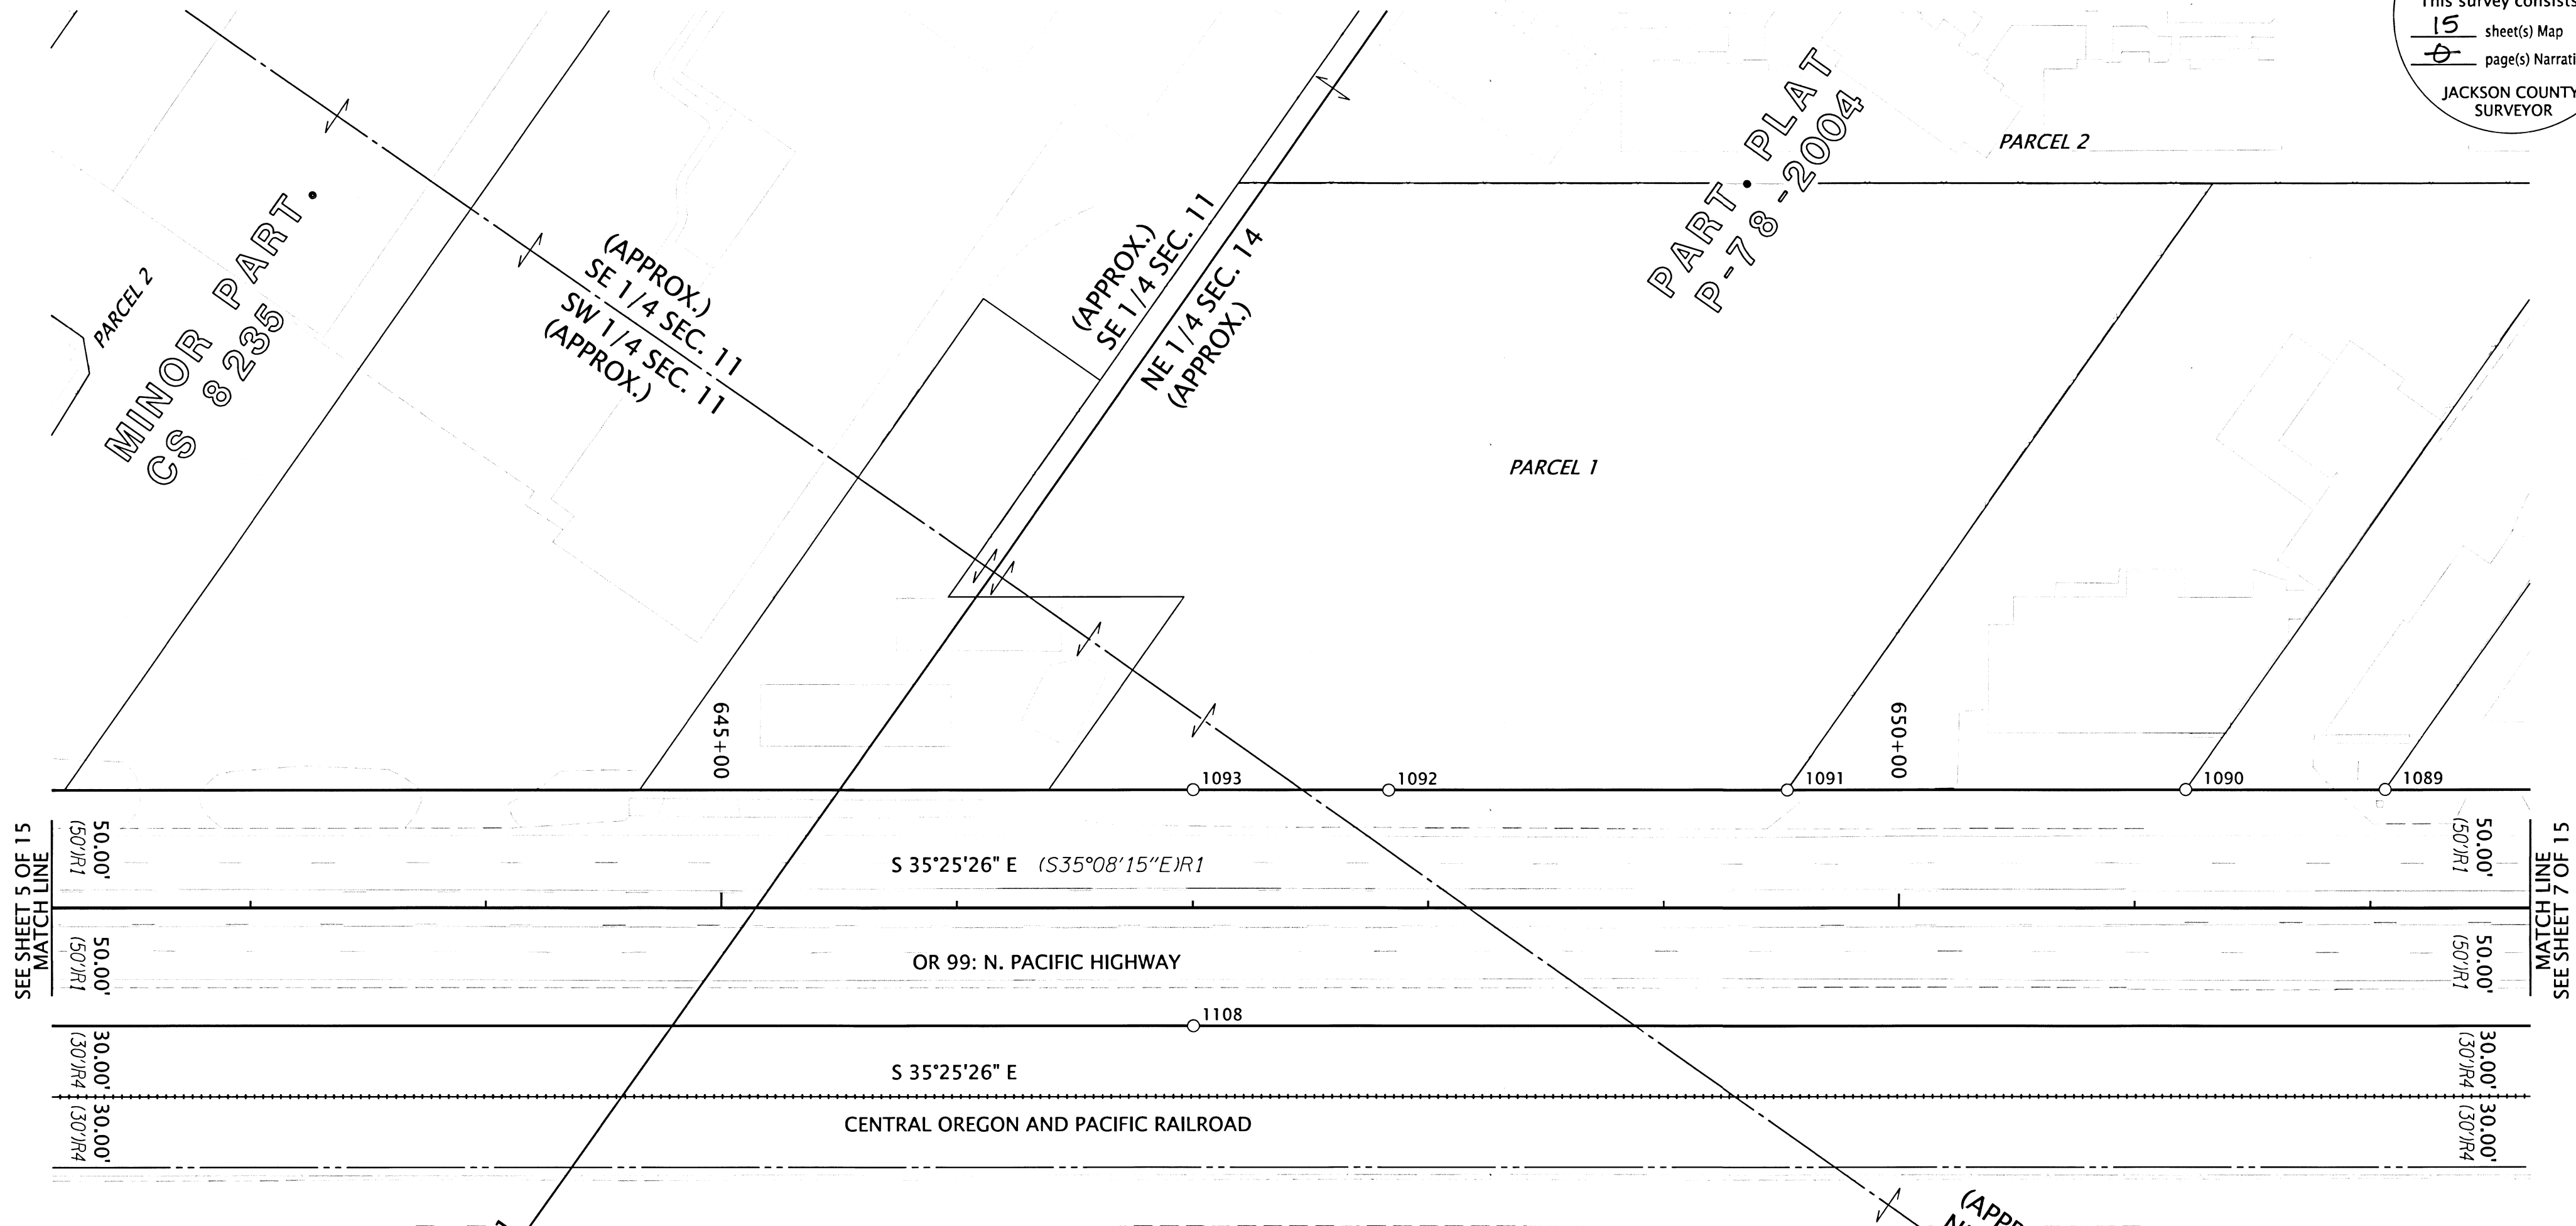 This survey consists
15 sheet(s) Map
0 page(s) Narrati
JACKSON COUNTY
SURVEYOR
PARCEL 2
PART. PLAT
P-78-2004
MINOR PART.
CS 8235
PARCEL 2
(APPROX.)
SE 1/4 SEC. 11
SW 1/4 SEC. 11
(APPROX.)
(APPROX.)
SE 1/4 SEC. 11
NE 1/4 SEC. 14
(APPROX.)
PARCEL 1
645+00
650+00
1093
1092
1091
1090
1089
SEE SHEET 5 OF 15
MATCH LINE
50.00'
(50')R1
S 35°25'26" E (S35°08'15"E)R1
50.00'
(50')R1
MATCH LINE
SEE SHEET 7 OF 15
50.00'
(50')R1
OR 99: N. PACIFIC HIGHWAY
50.00'
(50')R1
1108
30.00'
(30')R4
S 35°25'26" E
30.00'
(30')R4
30.00'
(30')R4
CENTRAL OREGON AND PACIFIC RAILROAD
30.00'
(30')R4